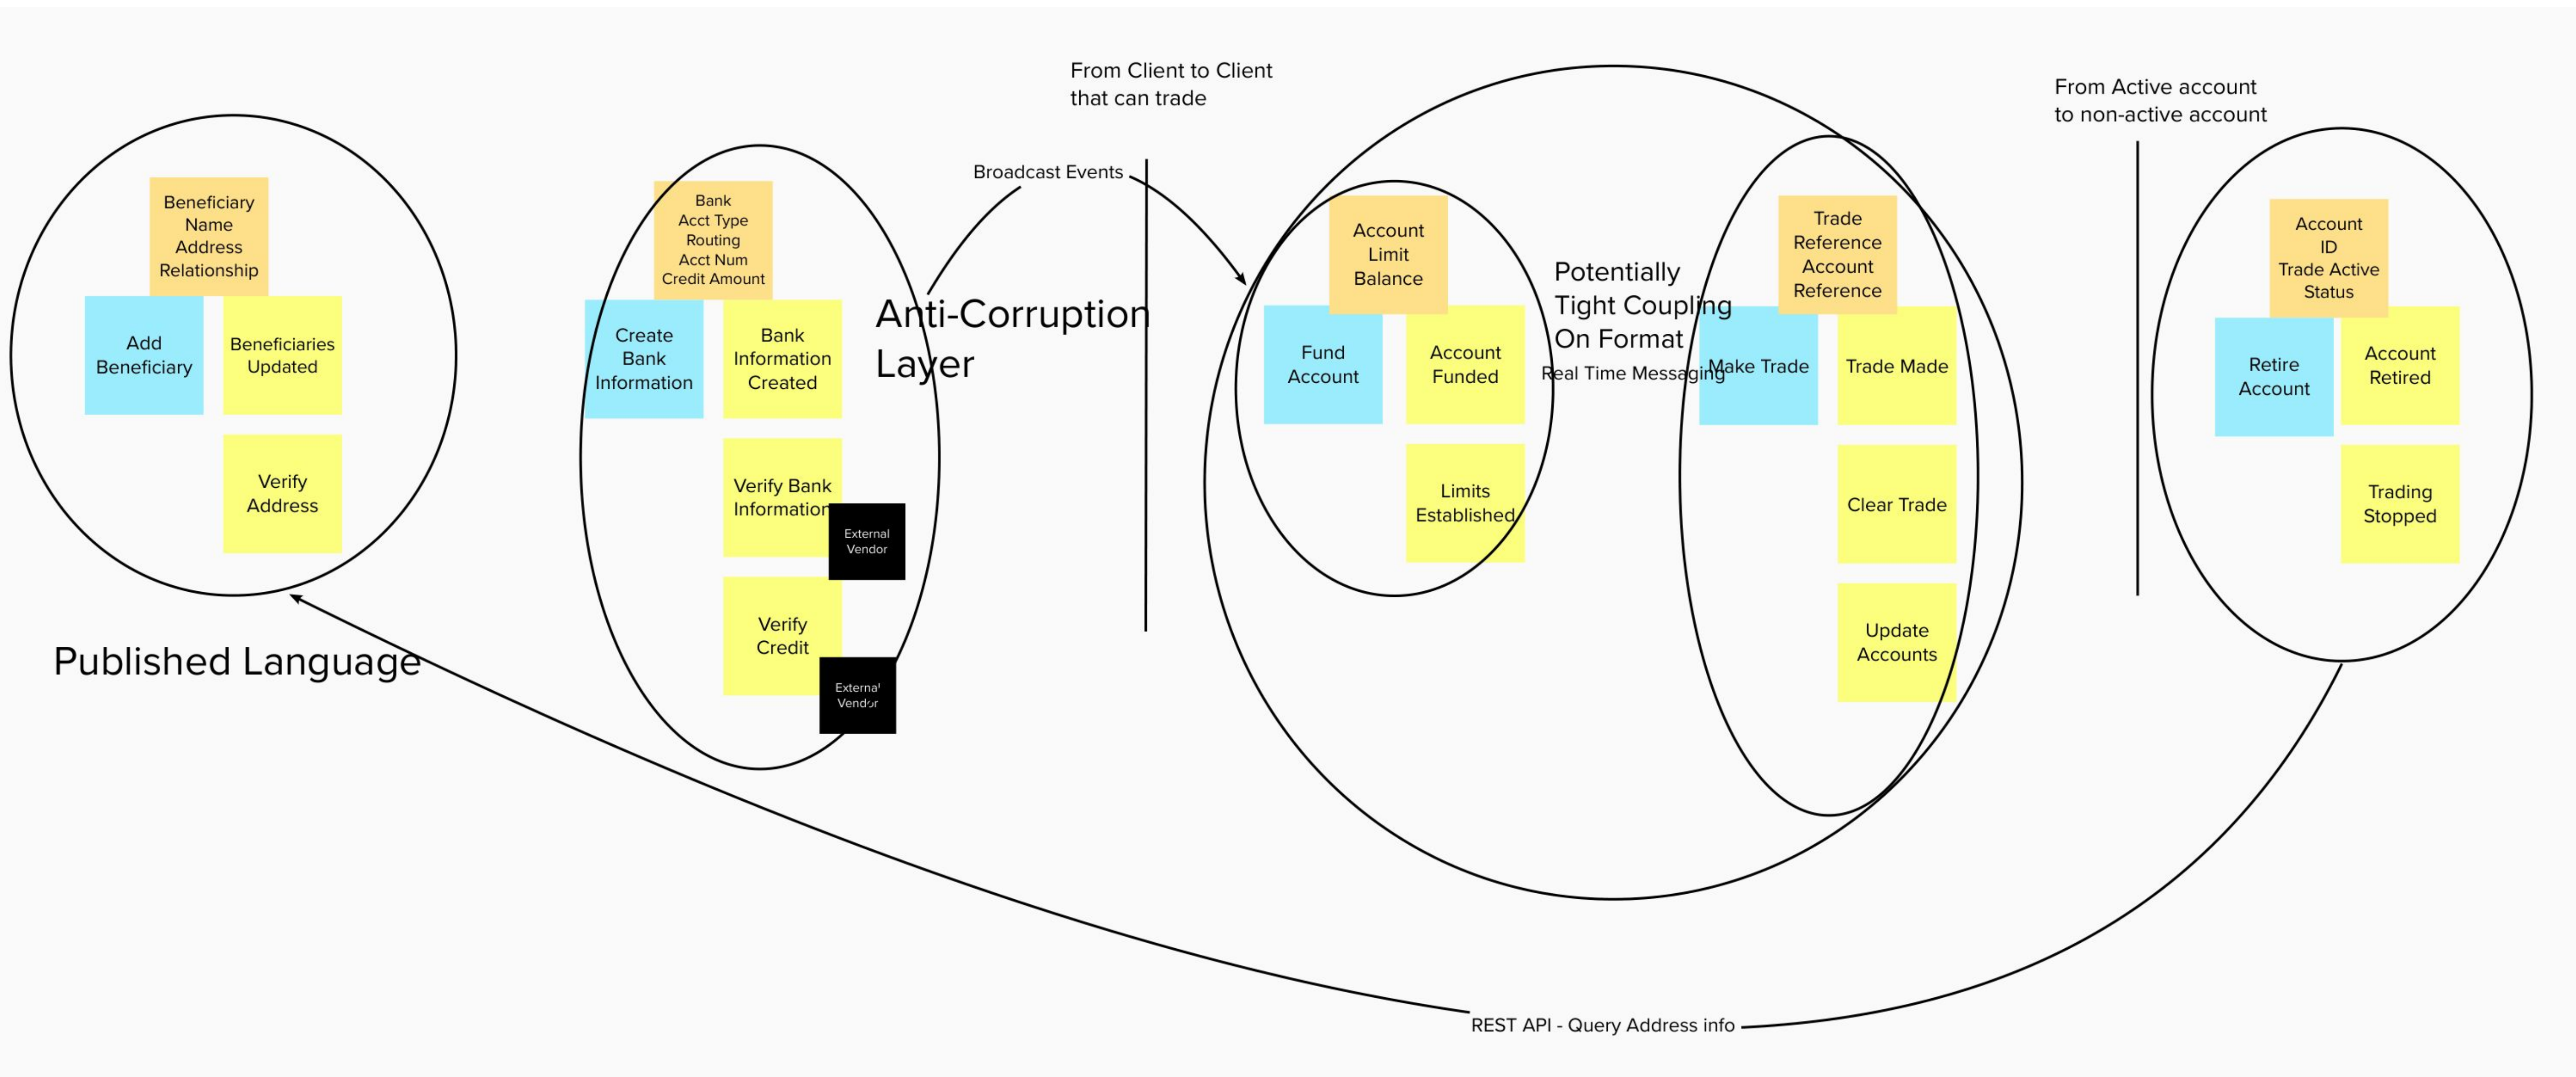 From Client to Client
that can trade
From Active account
to non-active account
Broadcast Events
Beneficiary
Name
Address
Relationship
Add
Beneficiary
Beneficiaries
Updated
Verify
Address
Published Language
Bank
Acct Type
Routing
Acct Num
Credit Amount
Create
Bank
Information
Bank
Information
Created
Verify Bank
Information
External
Vendor
Verify
Credit
External
Vendor
Anti-Corruption
Layer
Account
Limit
Balance
Fund
Account
Account
Funded
Limits
Established
Potentially
Tight Coupling
On Format
Real Time Messaging
Trade
Reference
Account
Reference
Make Trade
Trade Made
Clear Trade
Update
Accounts
Account
ID
Trade Active
Status
Retire
Account
Account
Retired
Trading
Stopped
REST API - Query Address info